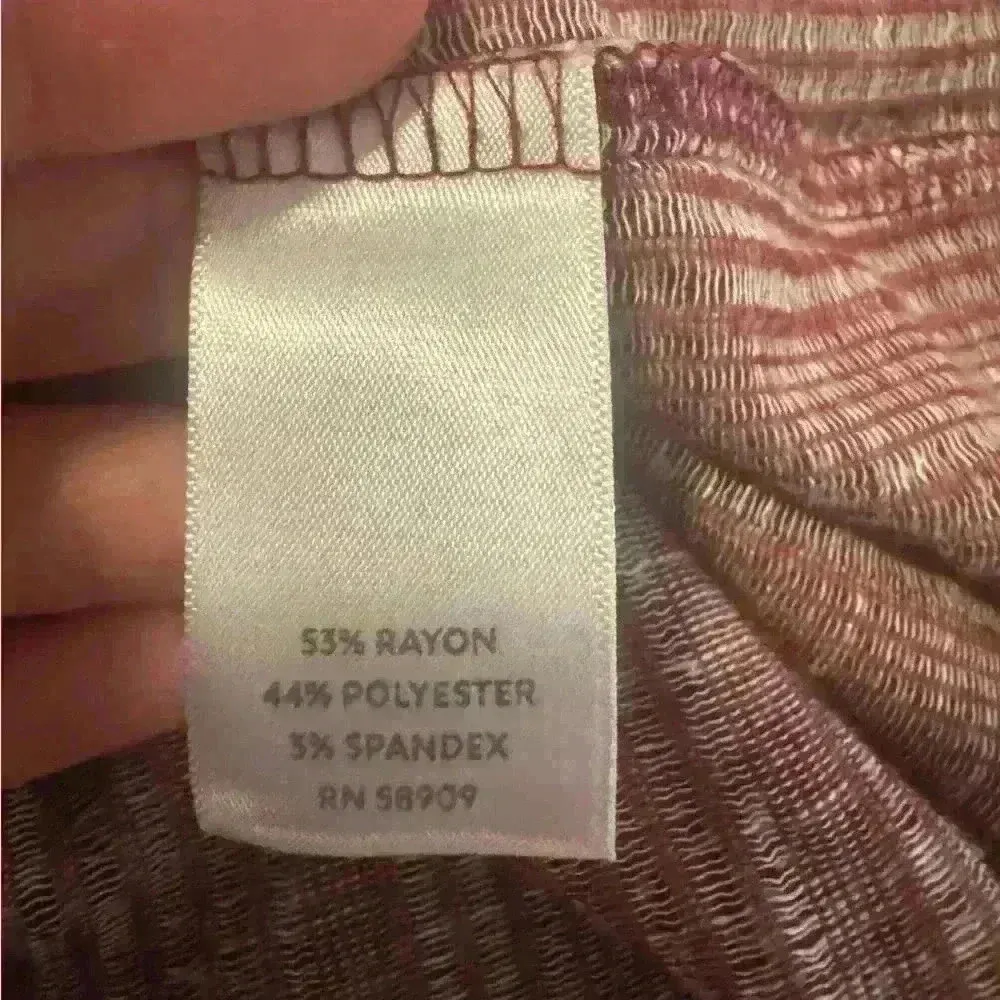 53% RAYON
44% POLYESTER
3% SPANDEX
RN 58909